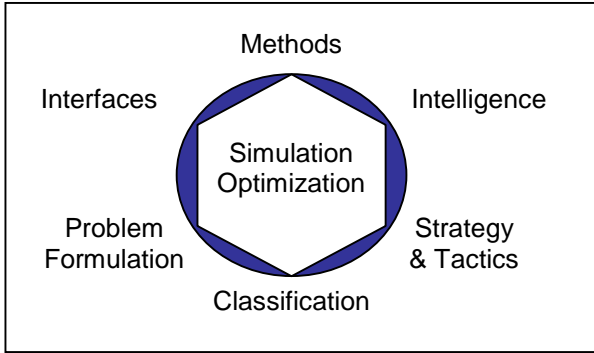 Methods
Interfaces
Intelligence
Simulation
Optimization
Problem
Formulation
Strategy
& Tactics
Classification